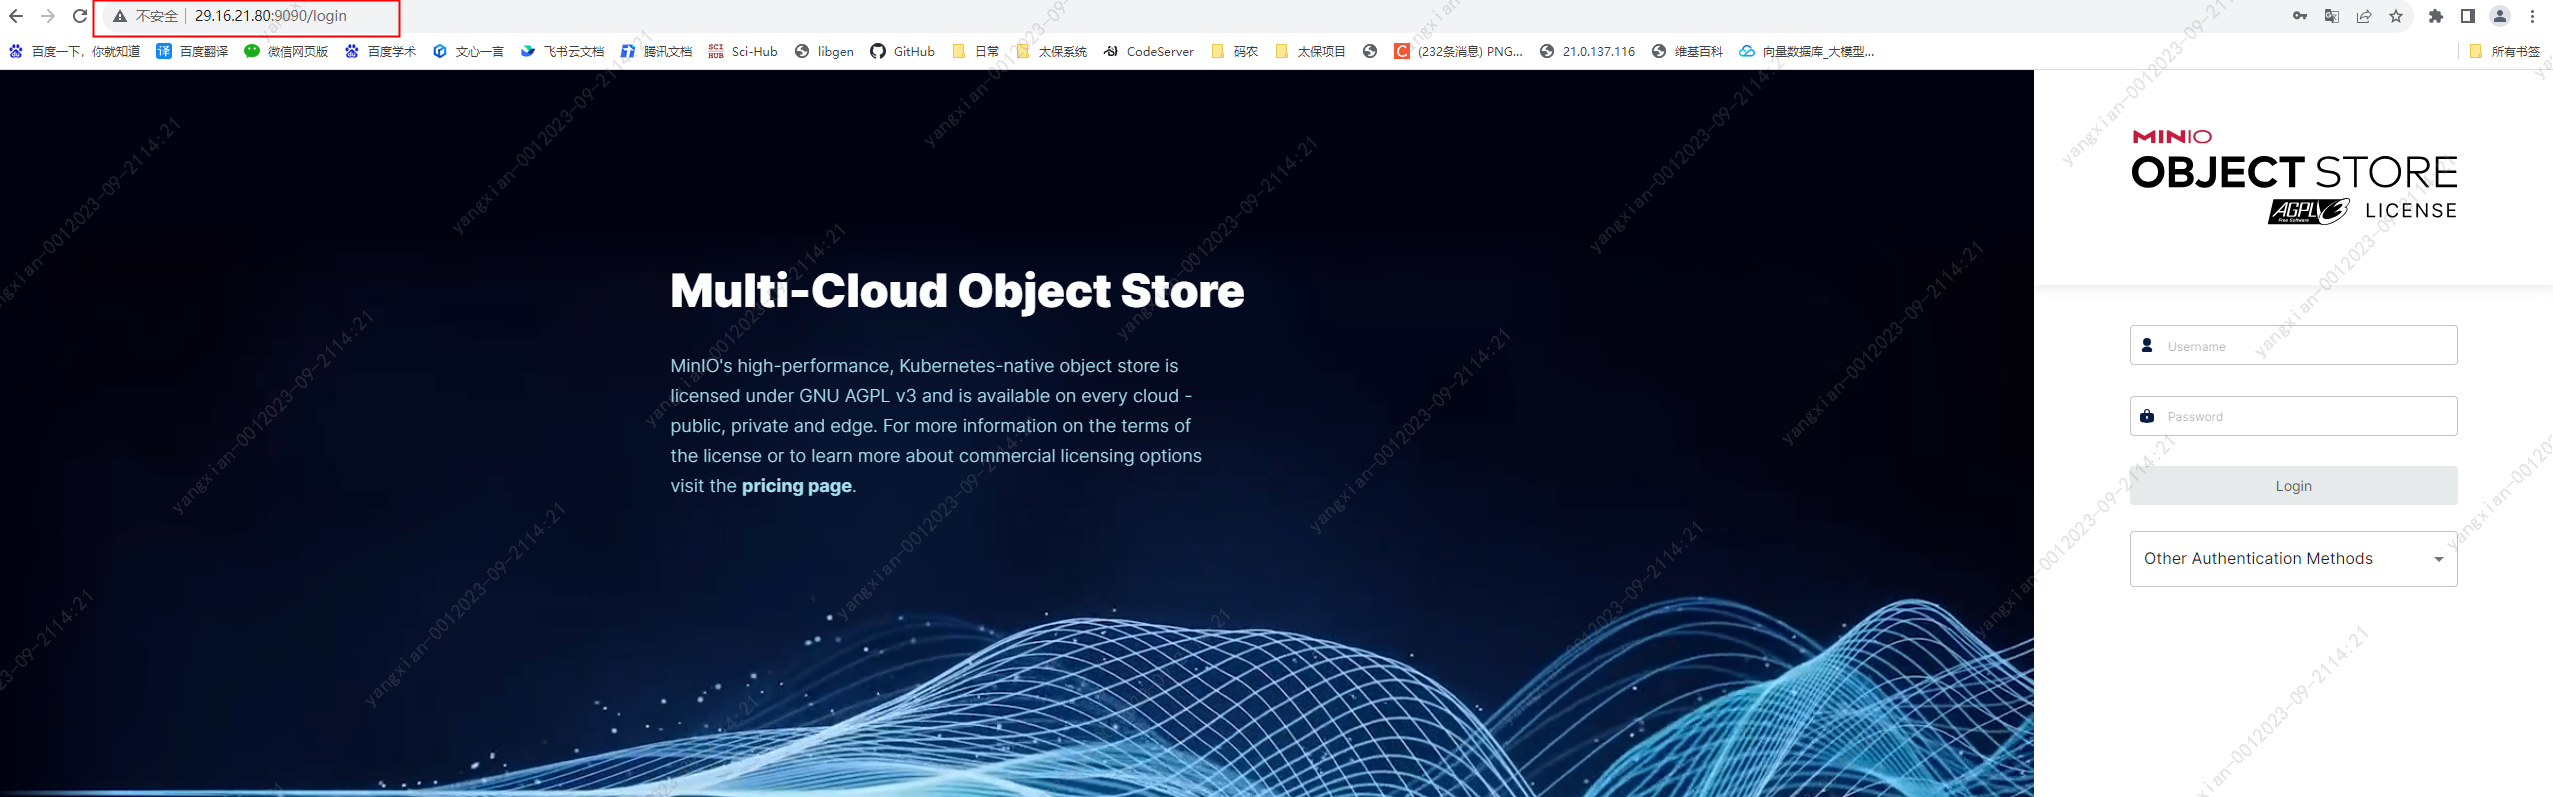 不安全 29.16.21.80:9090/login
百度一下，你就知道 百度翻译 微信网页版 百度学术 文心一言 飞书云文档 腾讯文档 SCI HUB Sci-Hub libgen GitHub 日常 太保系统 CodeServer 码农 太保项目 C (232条消息) PNG... 21.0.137.116 维基百科 向量数据库_大模型... 所有书签
MINIO
OBJECT STORE
AGPL v3 Free Software LICENSE
Multi-Cloud Object Store
MinIO's high-performance, Kubernetes-native object store is
licensed under GNU AGPL v3 and is available on every cloud -
public, private and edge. For more information on the terms of
the license or to learn more about commercial licensing options
visit the pricing page.
Username
Password
Login
Other Authentication Methods
yangxian-0012023-09-2114:21